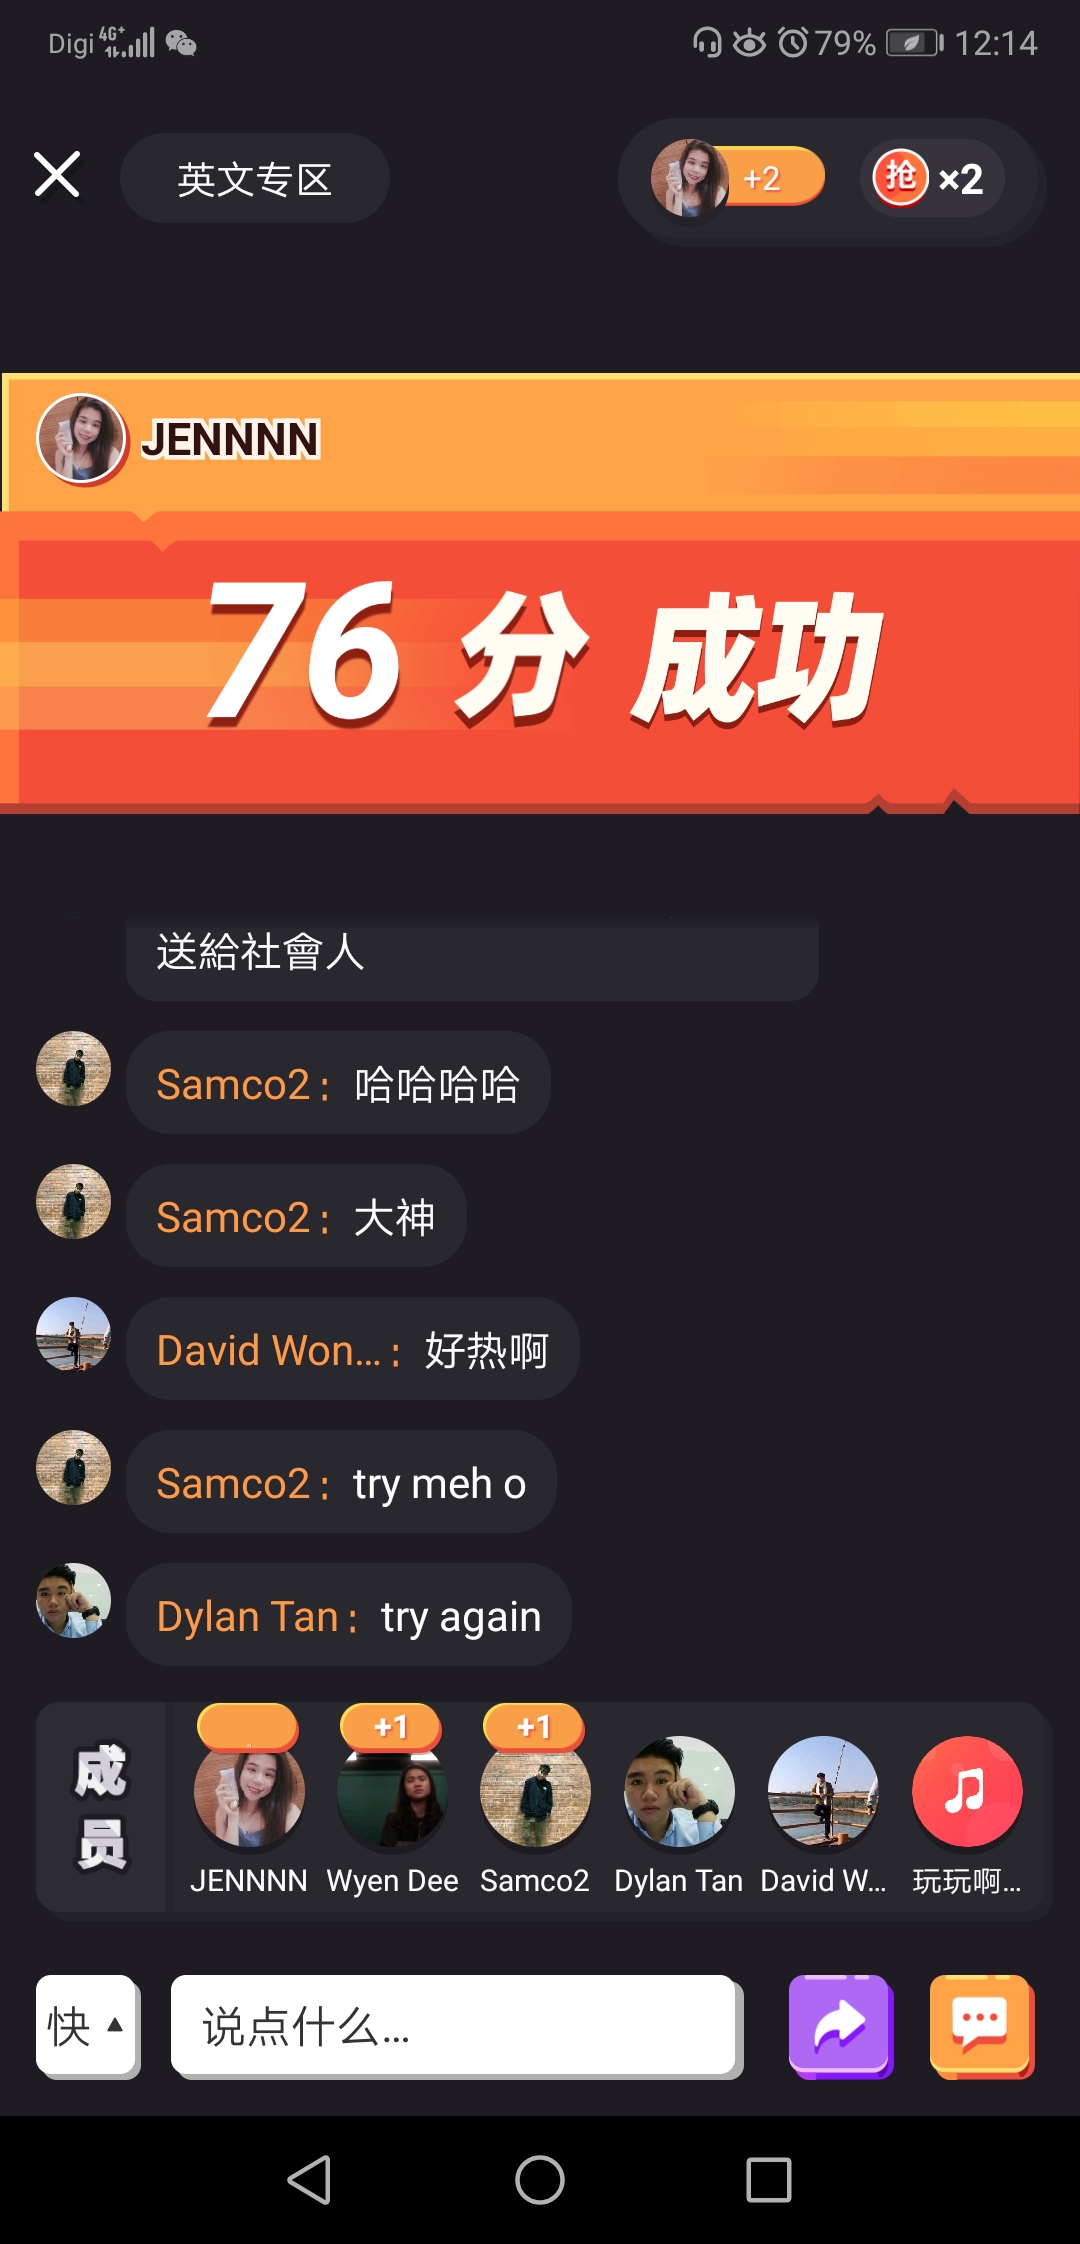 Digi 4G+ 79% 12:14
英文专区 +2 抢 ×2
JENNNN
76 分 成功
送給社會人
Samco2: 哈哈哈哈
Samco2: 大神
David Won...: 好热啊
Samco2: try meh o
Dylan Tan: try again
+1 +1
成员
JENNNN Wyen Dee Samco2 Dylan Tan David W... 玩玩啊...
快 ▲ 说点什么...